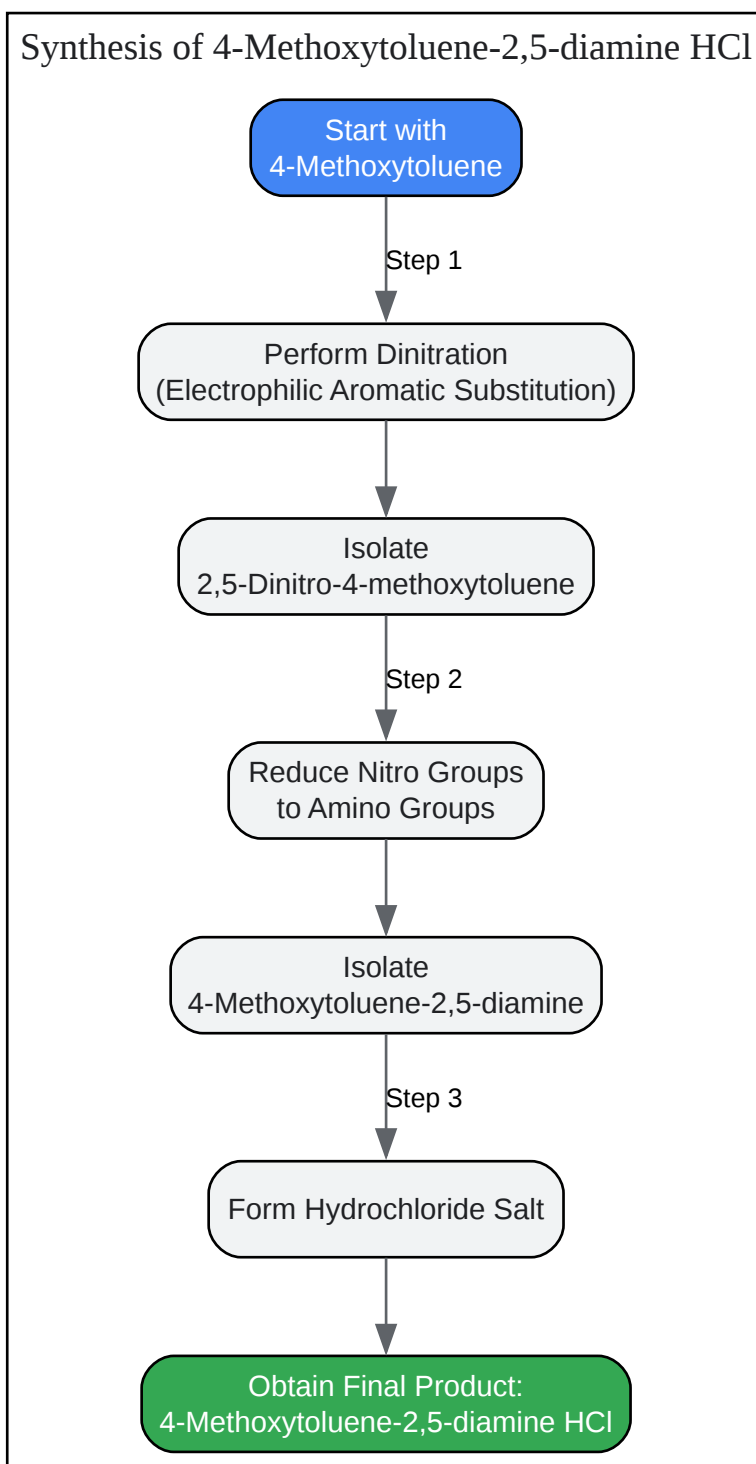 Synthesis of 4-Methoxytoluene-2,5-diamine HCl
Start with
4-Methoxytoluene
Step 1
Perform Dinitration
(Electrophilic Aromatic Substitution)
Isolate
2,5-Dinitro-4-methoxytoluene
Step 2
Reduce Nitro Groups
to Amino Groups
Isolate
4-Methoxytoluene-2,5-diamine
Step 3
Form Hydrochloride Salt
Obtain Final Product:
4-Methoxytoluene-2,5-diamine HCl